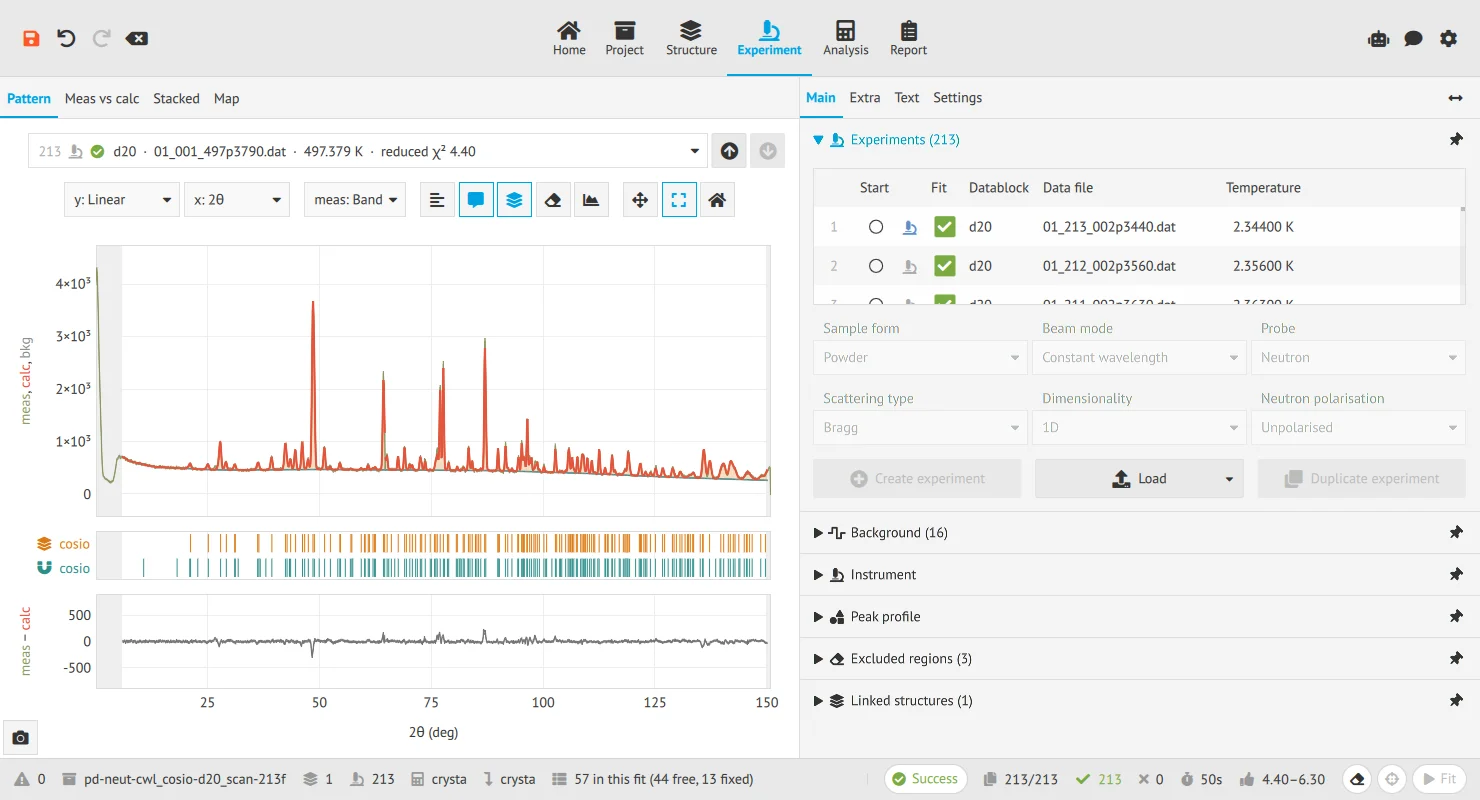 Home Project Structure Experiment Analysis Report
Pattern Meas vs calc Stacked Map
Main Extra Text Settings
213 d20 · 01_001_497p3790.dat · 497.379 K · reduced χ² 4.40
y: Linear x: 2θ meas: Band
4×10³
3×10³
2×10³
1×10³
0
meas, calc, bkg
cosio
cosio
500
0
-500
meas − calc
25 50 75 100 125 150
2θ (deg)
Experiments (213)
Start Fit Datablock Data file Temperature
1 d20 01_213_002p3440.dat 2.34400 K
2 d20 01_212_002p3560.dat 2.35600 K
3 d20 01_211_002p3630.dat 2.36300 K
Sample form Beam mode Probe
Powder Constant wavelength Neutron
Scattering type Dimensionality Neutron polarisation
Bragg 1D Unpolarised
Create experiment Load Duplicate experiment
Background (16)
Instrument
Peak profile
Excluded regions (3)
Linked structures (1)
0 pd-neut-cwl_cosio-d20_scan-213f 1 213 crysta crysta 57 in this fit (44 free, 13 fixed) Success 213/213 213 0 50s 4.40–6.30 Fit